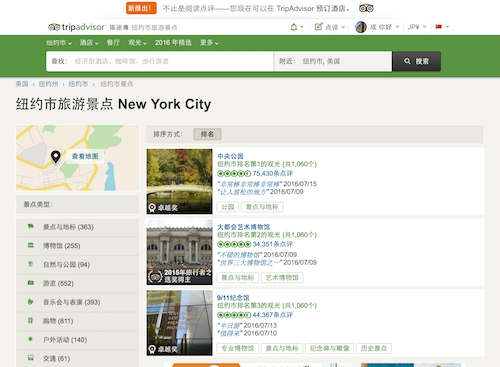 新推出！ 不止是阅读点评——您现在可以在 TripAdvisor 预订酒店。
tripadvisor 猫途鹰 纽约市旅游景点 点评 成 你好 JPY¥
纽约市 酒店 餐厅 观光 2016 年精选 更多
查找： 经济型酒店、咖啡馆、步行游览 附近： 纽约市, 美国 搜索
美国 › 纽约州 › 纽约市 › 纽约市景点
纽约市旅游景点 New York City
查看地图
排序方式： 排名
中央公园
纽约市排名第1的观光 (共1,060个)
75,430条点评
“非常棒非常棒非常棒” 2016/07/15
“让人放松的地方” 2016/07/09
公园 景点与地标
卓越奖
大都会艺术博物馆
纽约市排名第2的观光 (共1,060个)
34,351条点评
“不错的博物馆” 2016/07/09
“世界三大博物馆之一” 2016/07/09
景点与地标 艺术博物馆
2015年旅行者之
选奖得主
9/11纪念馆
纽约市排名第3的观光 (共1,060个)
44,367条点评
“半日游” 2016/07/13
“值得来” 2016/07/10
专业博物馆 景点与地标 纪念碑与雕像 历史景点
卓越奖
景点类型：
景点与地标 (363)
博物馆 (255)
自然与公园 (94)
游览 (552)
音乐会与表演 (393)
购物 (811)
户外活动 (140)
交通 (61)